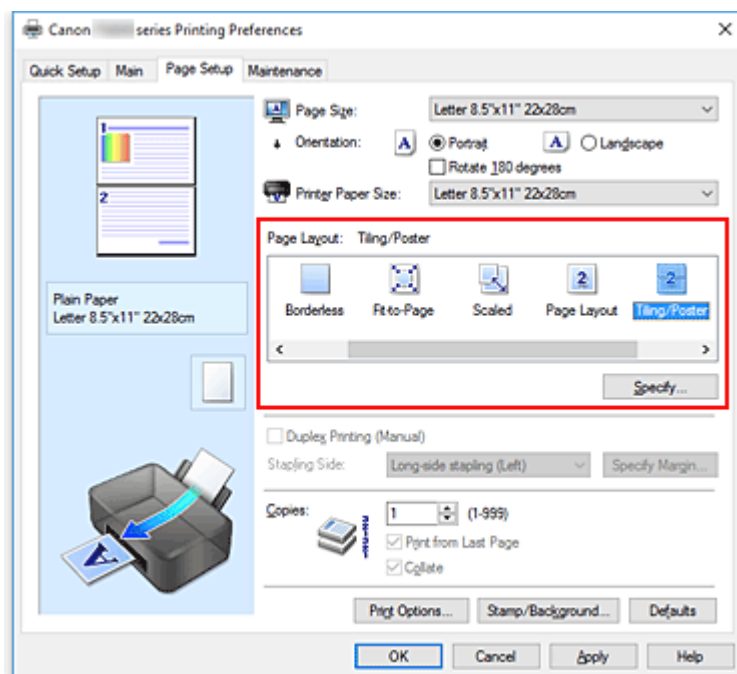 Canon series Printing Preferences
Quick Setup Main Page Setup Maintenance
1
2
Plain Paper
Letter 8.5"x11" 22x28cm
A
Page Size: Letter 8.5"x11" 22x28cm
Orientation: A Portrait A Landscape
Rotate 180 degrees
Printer Paper Size: Letter 8.5"x11" 22x28cm
Page Layout: Tiling/Poster
2 2
Borderless Fit-to-Page Scaled Page Layout Tiling/Poster
Specify...
Duplex Printing (Manual)
Stapling Side: Long-side stapling (Left) Specify Margin...
Copies: 1 (1-999)
Print from Last Page
Collate
Print Options... Stamp/Background... Defaults
OK Cancel Apply Help